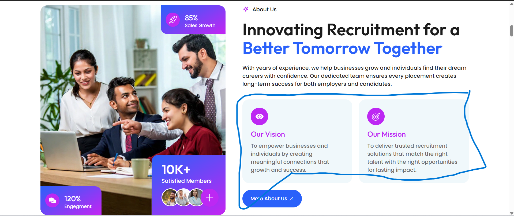 85%
Sales Growth
10K+
Satisfied Members
120%
Engagment
About Us
Innovating Recruitment for a
Better Tomorrow Together
With years of experience, we help businesses grow and individuals find their dream
careers with confidence. Our dedicated team ensures every placement creates
long-term success for both employers and candidates.
Our Vision
To empower businesses and
individuals by creating
meaningful connections that
growth and success.
Our Mission
To deliver trusted recruitment
solutions that match the right
talent with the right opportunities
for lasting impact.
About Us